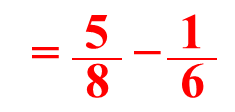 = 5/8 − 1/6